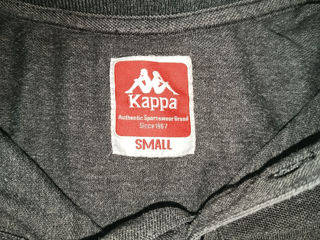 Kappa
Authentic Sportswear Brand
Since 1967
SMALL